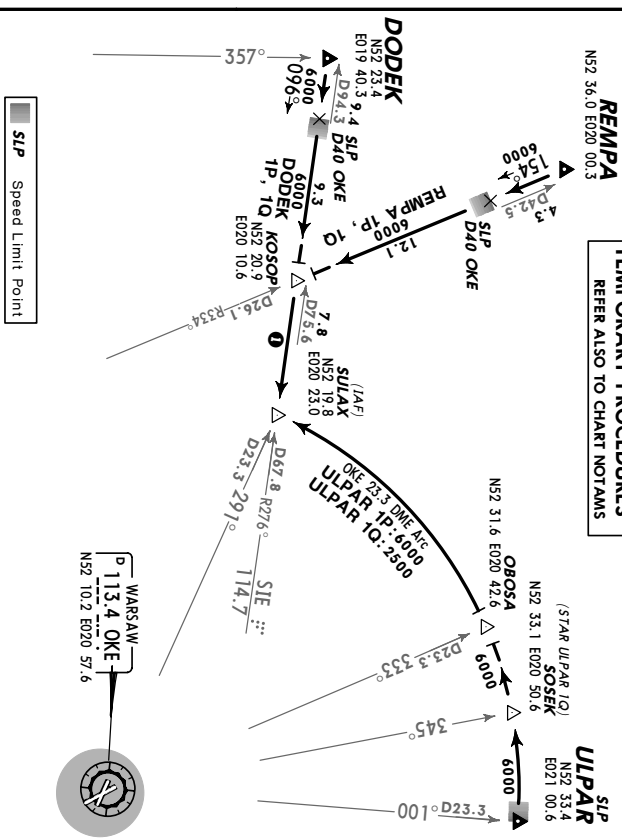 TEMPORARY PROCEDURES
REFER ALSO TO CHART NOTAMS
REMPA
N52 36.0 E020 00.3
154°
6000
4.3
D42.5
SLP
D40 OKE
REMPA 1P, 1Q
6000
12.1
DODEK
N52 23.4
E019 40.3
357°
6000
096°
9.4
D94.3
SLP
D40 OKE
9.3
6000
DODEK
1P, 1Q
KOSOP
N52 20.9
E020 10.6
D26.1 R334°
7.8
D75.6
1
(IAF)
SULAX
N52 19.8
E020 23.0
D67.8 R276°
D23.3 291°
SIE
114.7
OKE 23.3 DME Arc
ULPAR 1P:6000
ULPAR 1Q:2500
OBOSA
N52 31.6 E020 42.6
D23.3 333°
6000
(STAR ULPAR 1Q)
SOSEK
N52 33.1 E020 50.6
345°
6000
SLP
ULPAR
N52 33.4
E021 00.6
001° D23.3
WARSAW
D 113.4 OKE
N52 10.2 E020 57.6
SLP Speed Limit Point